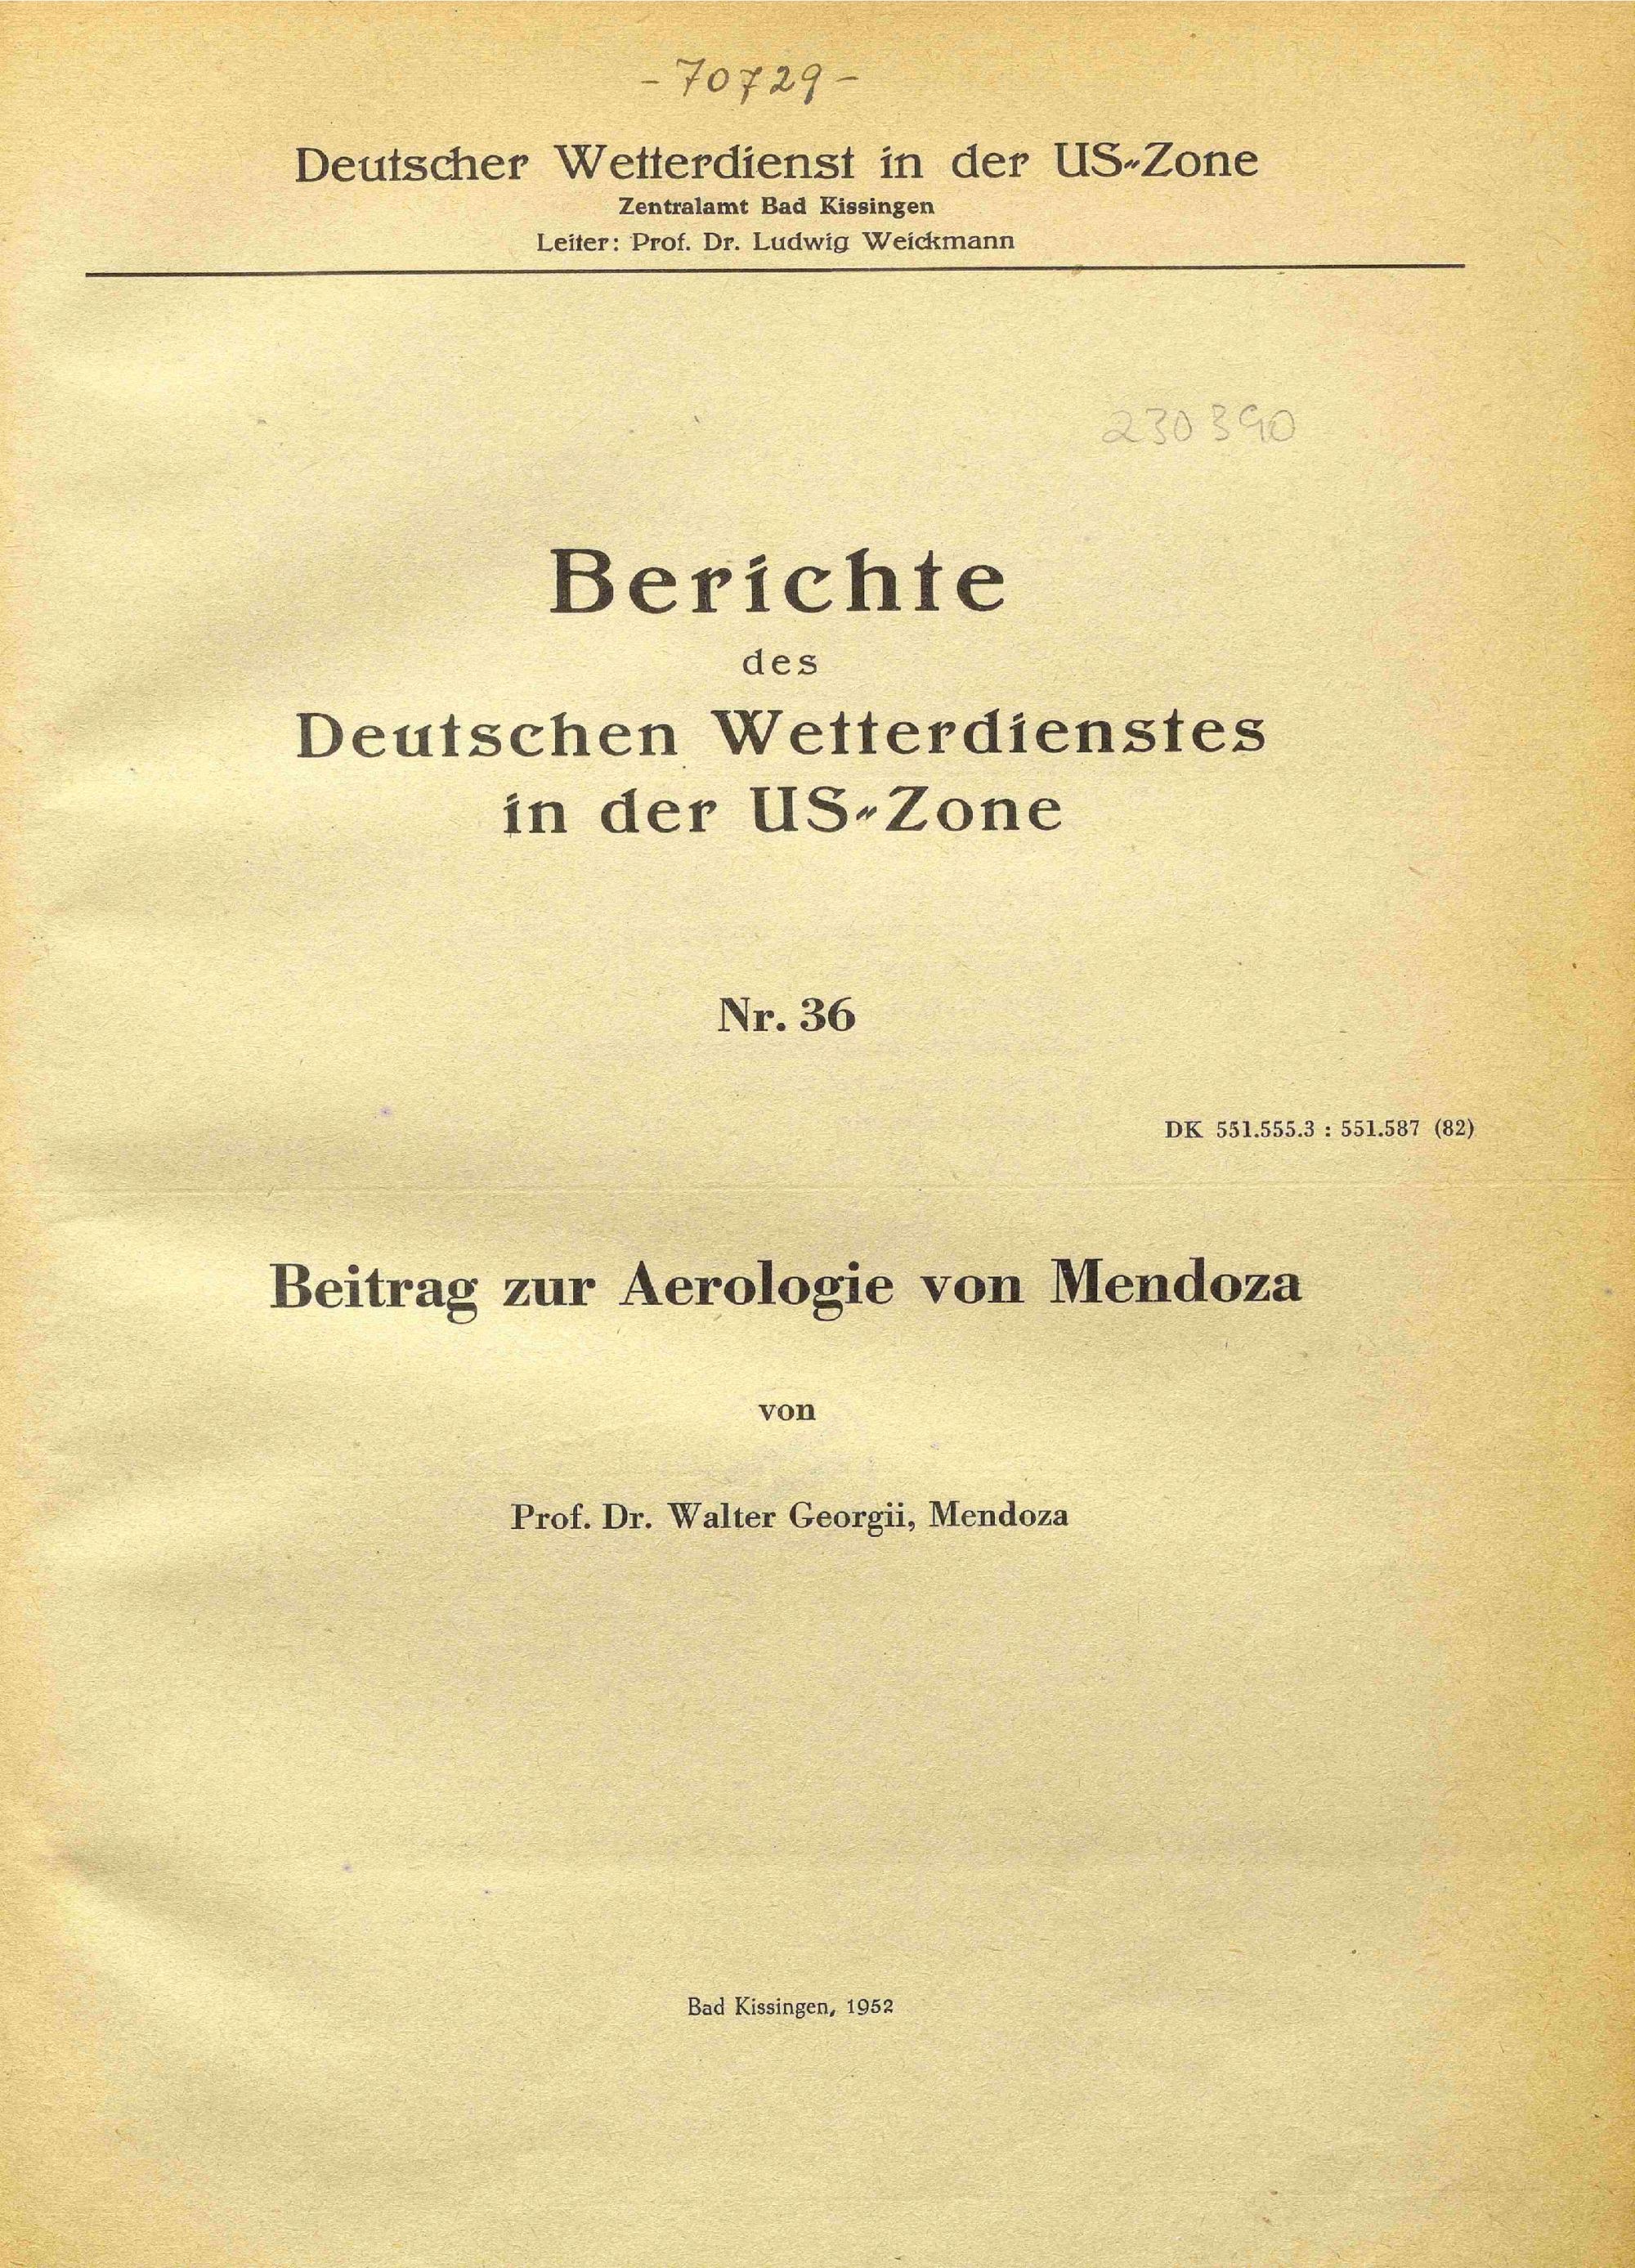 - 70729 -
Deutscher Wetterdienst in der US-Zone
Zentralamt Bad Kissingen
Leiter: Prof. Dr. Ludwig Weickmann
230390
Berichte
des
Deutschen Wetterdienstes
in der US-Zone
Nr. 36
DK 551.555.3 : 551.587 (82)
Beitrag zur Aerologie von Mendoza
von
Prof. Dr. Walter Georgii, Mendoza
Bad Kissingen, 1952